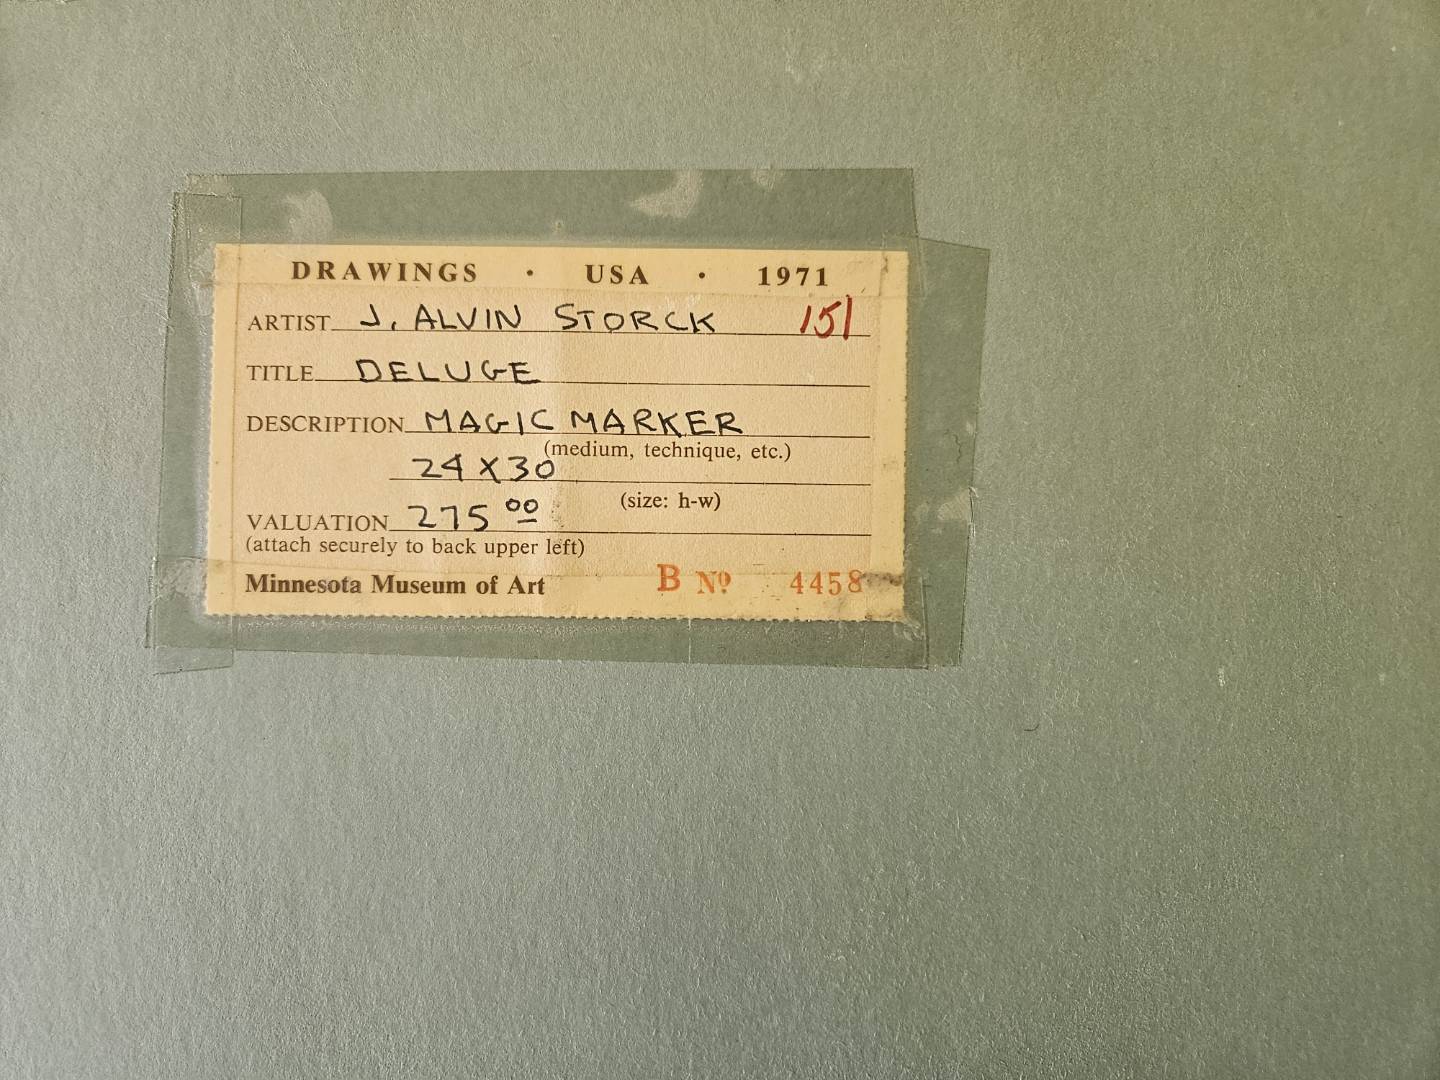 DRAWINGS • USA • 1971
ARTIST J. ALVIN STORCK 151
TITLE DELUGE
DESCRIPTION MAGIC MARKER
(medium, technique, etc.)
24 X 30
(size: h-w)
VALUATION 275 00
(attach securely to back upper left)
Minnesota Museum of Art B Nº 4458